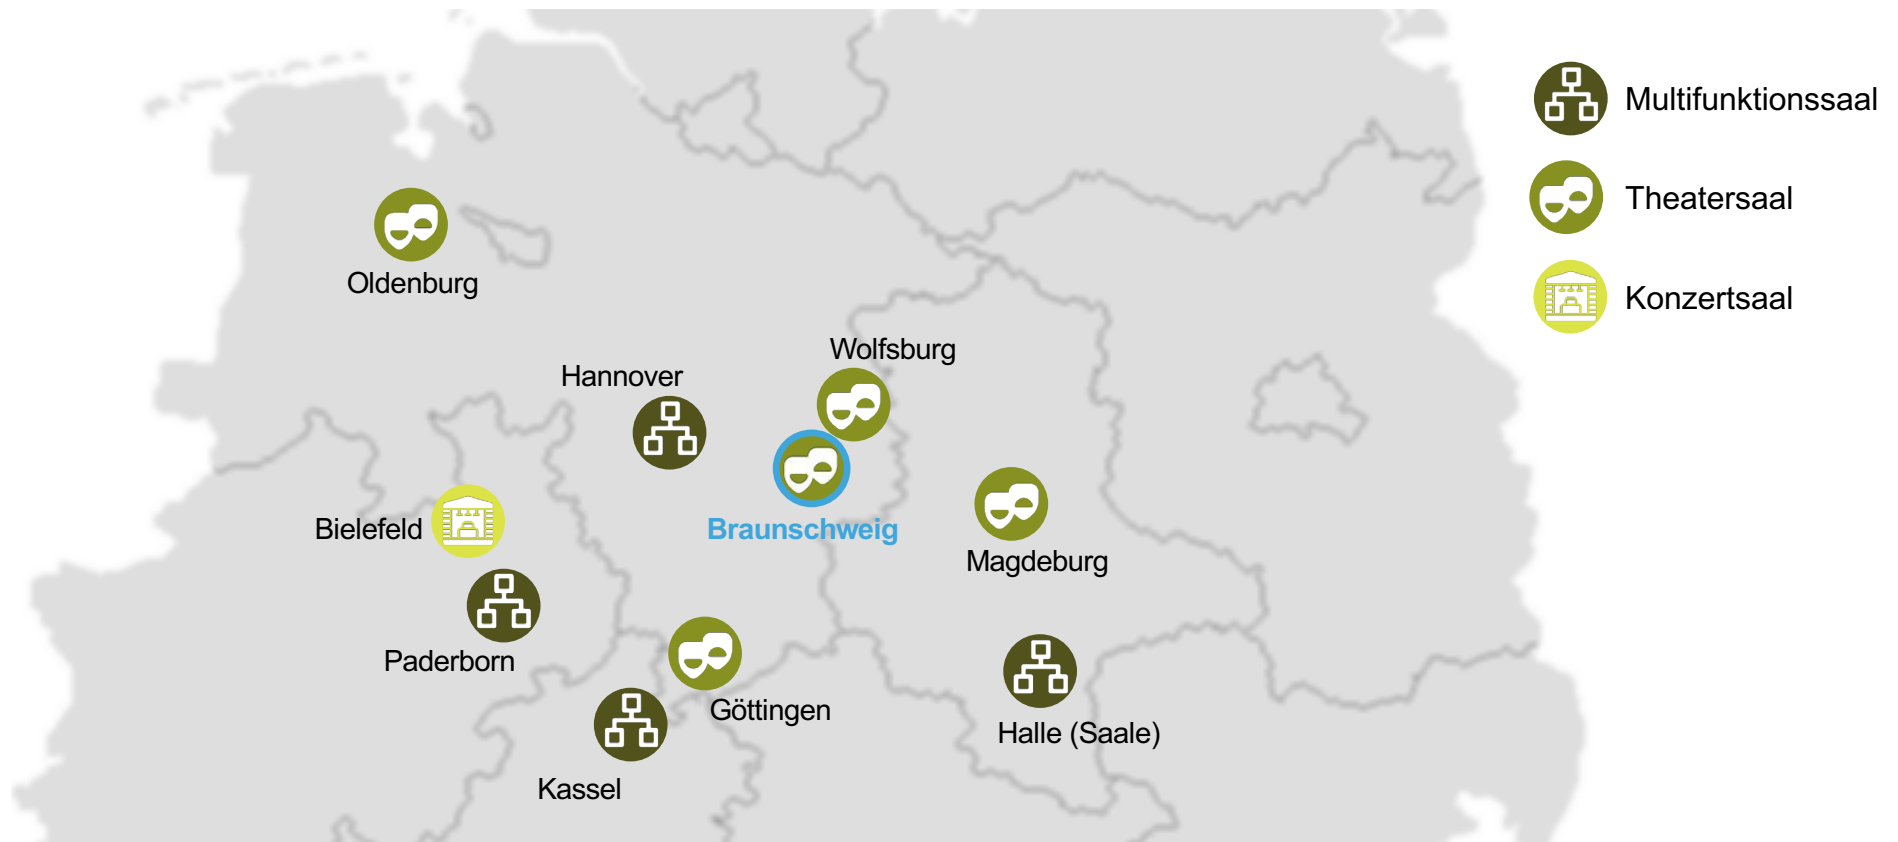 Multifunktionssaal
Theatersaal
Konzertsaal
Oldenburg
Wolfsburg
Hannover
Braunschweig
Bielefeld
Magdeburg
Paderborn
Göttingen
Halle (Saale)
Kassel